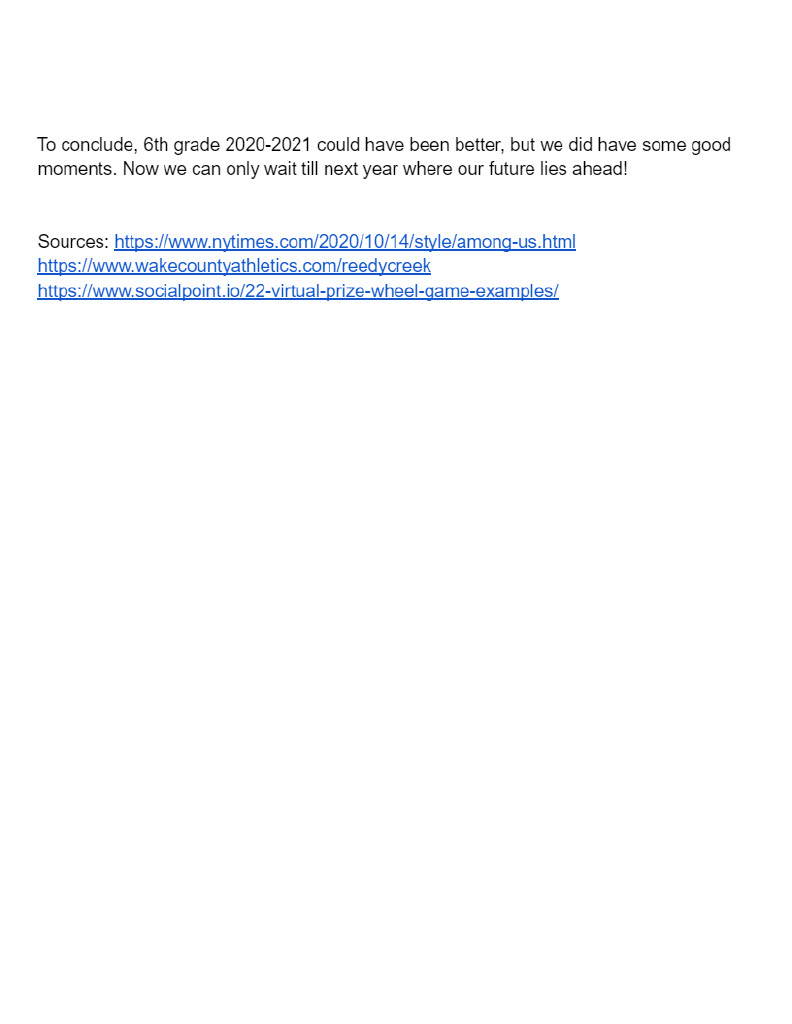 To conclude, 6th grade 2020-2021 could have been better, but we did have some good
moments. Now we can only wait till next year where our future lies ahead!
Sources: https://www.nytimes.com/2020/10/14/style/among-us.html
https://www.wakecountyathletics.com/reedycreek
https://www.socialpoint.io/22-virtual-prize-wheel-game-examples/